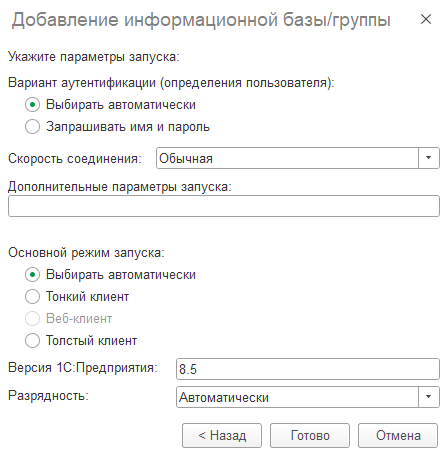 Добавление информационной базы/группы
Укажите параметры запуска:
Вариант аутентификации (определения пользователя):
Выбирать автоматически
Запрашивать имя и пароль
Скорость соединения: Обычная
Дополнительные параметры запуска:
Основной режим запуска:
Выбирать автоматически
Тонкий клиент
Веб-клиент
Толстый клиент
Версия 1С:Предприятия: 8.5
Разрядность: Автоматически
< Назад Готово Отмена